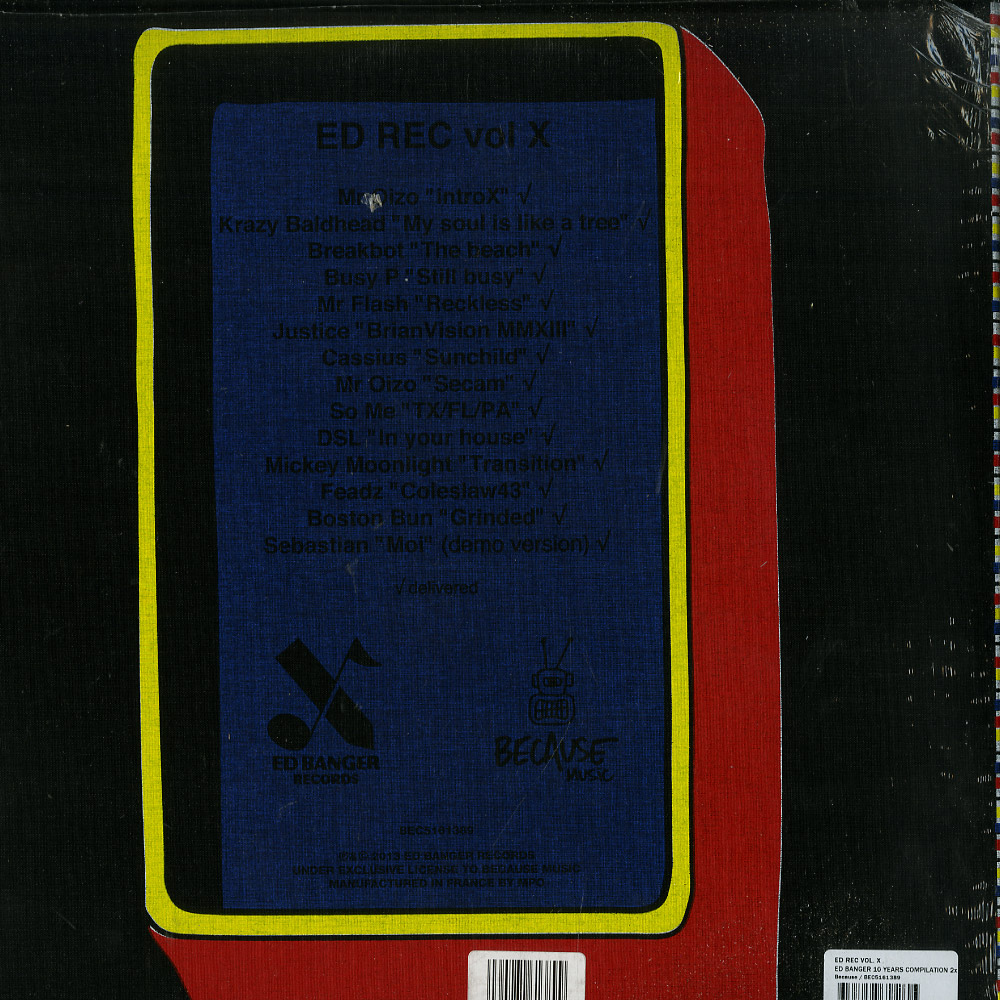 ED REC vol X
Mr Oizo "IntroX" √
Krazy Baldhead "My soul is like a tree" √
Breakbot "The beach" √
Busy P "Still busy" √
Mr Flash "Reckless" √
Justice "BrianVision MMXIII" √
Cassius "Sunchild" √
Mr Oizo "Secam" √
So Me "TX/FL/PA" √
DSL "In your house" √
Mickey Moonlight "Transition" √
Feadz "Coleslaw43" √
Boston Bun "Grinded" √
Sebastian "Moi" (demo version) √
√ delivered
ED BANGER
RECORDS
BECAUSE
MUSIC
BEC5161389
℗&© 2013 ED BANGER RECORDS
UNDER EXCLUSIVE LICENSE TO BECAUSE MUSIC
MANUFACTURED IN FRANCE BY MPO
ED REC VOL. X
ED BANGER 10 YEARS COMPILATION 2x
Because / BEC5161389